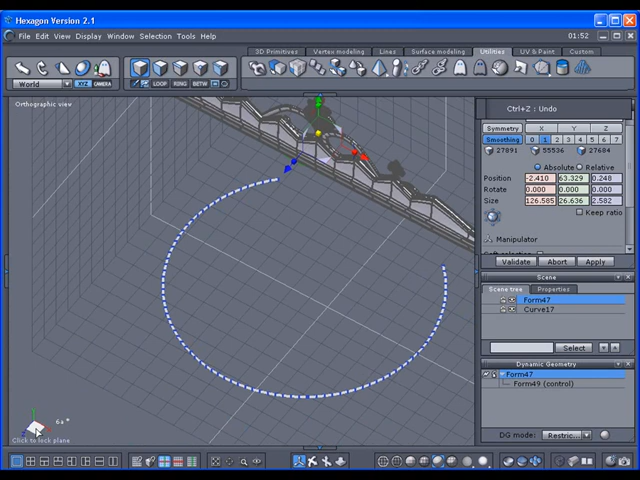 Hexagon Version 2.1
File Edit View Display Window Selection Tools Help
01:52
3D Primitives Vertex modeling Lines Surface modeling Utilities UV & Paint Custom
World
XYZ CAMERA
LOOP RING BETW
Orthographic view
Ctrl+Z : Undo
Symmetry X Y Z
Smoothing 0 1 2 3 4 5
27891 55536 27684
Absolute Relative
Position -2.410 63.329 0.248
Rotate 0.000 0.000 0.000
Size 126.585 26.636 2.582
Keep ratio
Manipulator
Validate Abort Apply
Scene
Scene tree Properties
Form47
Curve17
Select
Dynamic Geometry
Form47
Form49 (control)
DG mode: Restric...
Click to lock plane